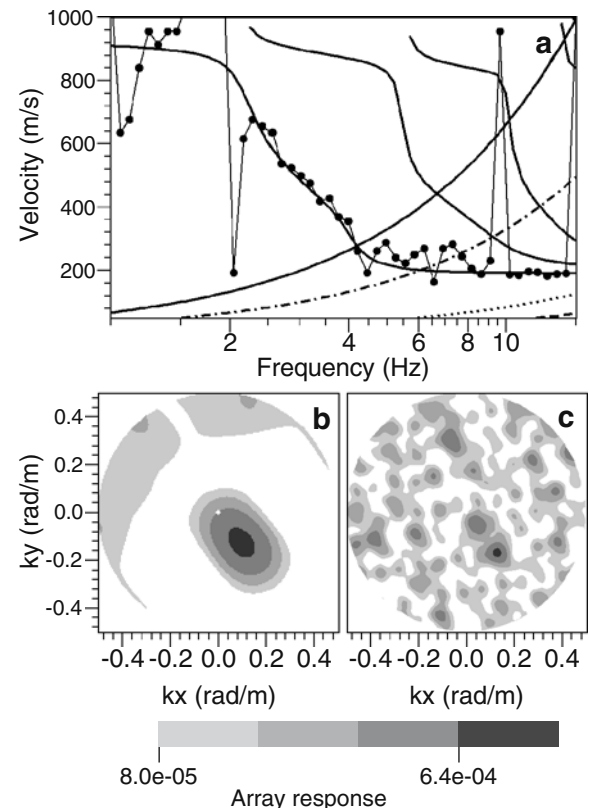 1000
a
800
600
400
200
Velocity (m/s)
2 4 6 8 10
Frequency (Hz)
b
c
0.4
0.2
0.0
-0.2
-0.4
ky (rad/m)
-0.4 -0.2 0.0 0.2 0.4
-0.4 -0.2 0.0 0.2 0.4
kx (rad/m)
kx (rad/m)
8.0e-05
6.4e-04
Array response